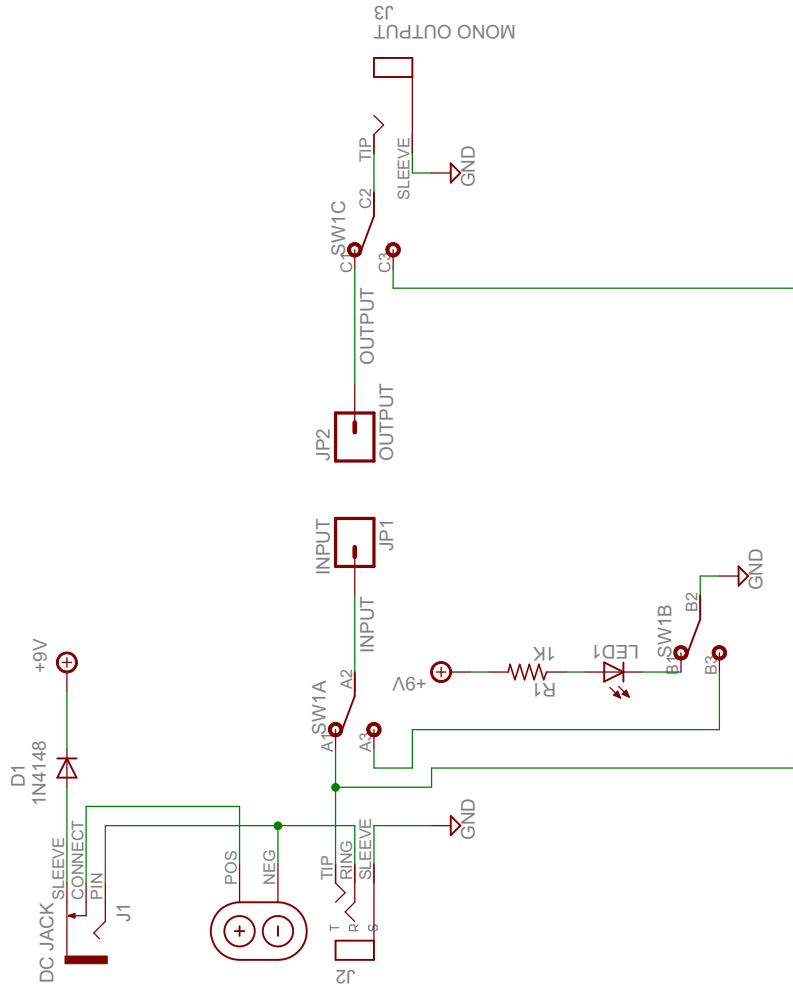 J3
MONO OUTPUT
TIP
SLEEVE
GND
C2
SW1C
C1
C3
OUTPUT
JP2
OUTPUT
INPUT
JP1
INPUT
+9V
D1
1N4148
A2
SW1A
A1
A3
+9V
R1
1K
LED1
B2
SW1B
B1
B3
GND
SLEEVE
CONNECT
PIN
DC JACK
J1
POS
NEG
+
−
TIP
RING
SLEEVE
GND
T
R
S
J2